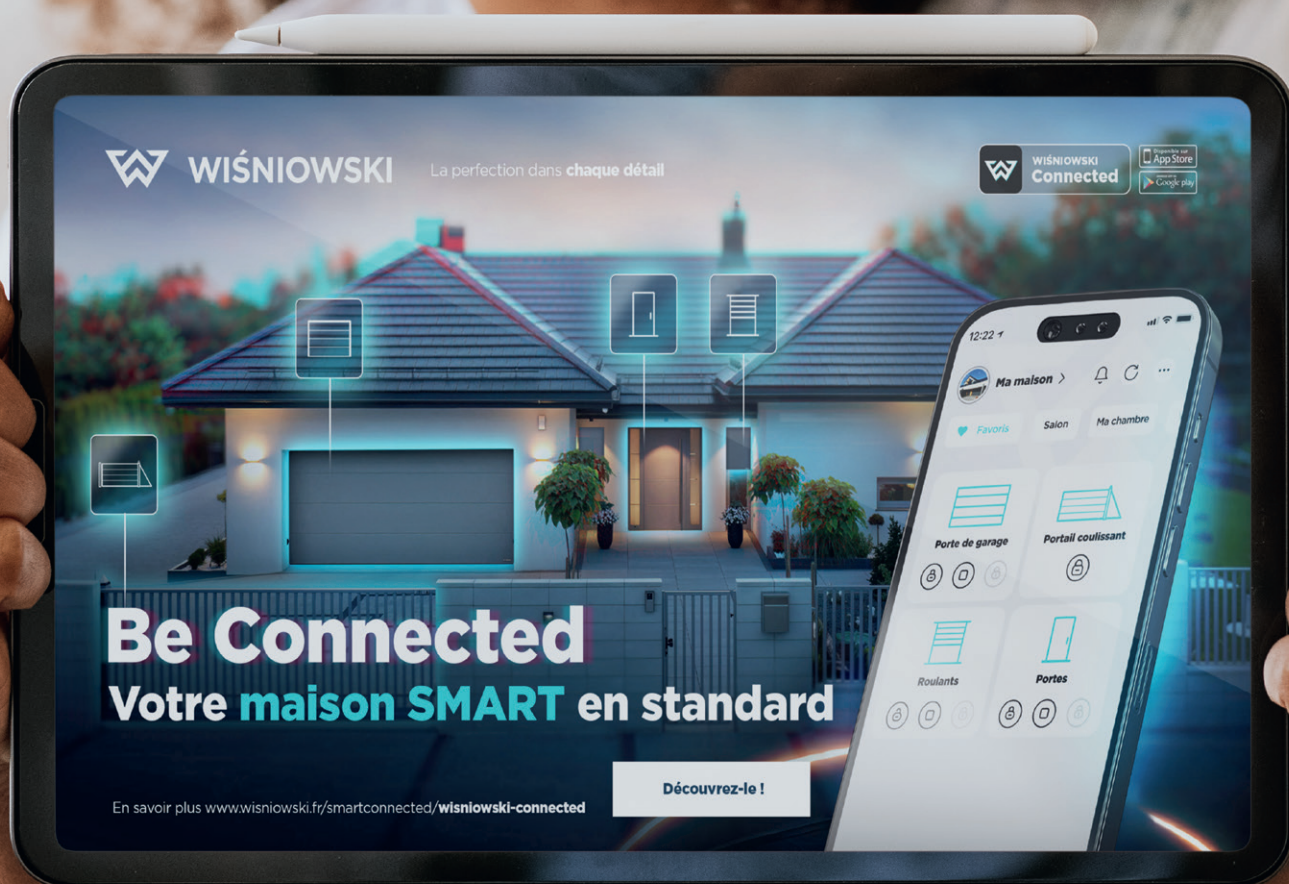 WIŚNIOWSKI
La perfection dans chaque détail
WIŚNIOWSKI
Connected
Disponible sur
App Store
Google play
12:22
Ma maison
Favoris
Salon
Ma chambre
Porte de garage
Portail coulissant
Roulants
Portes
Be Connected
Votre maison SMART en standard
Découvrez-le !
En savoir plus www.wisniowski.fr/smartconnected/wisniowski-connected